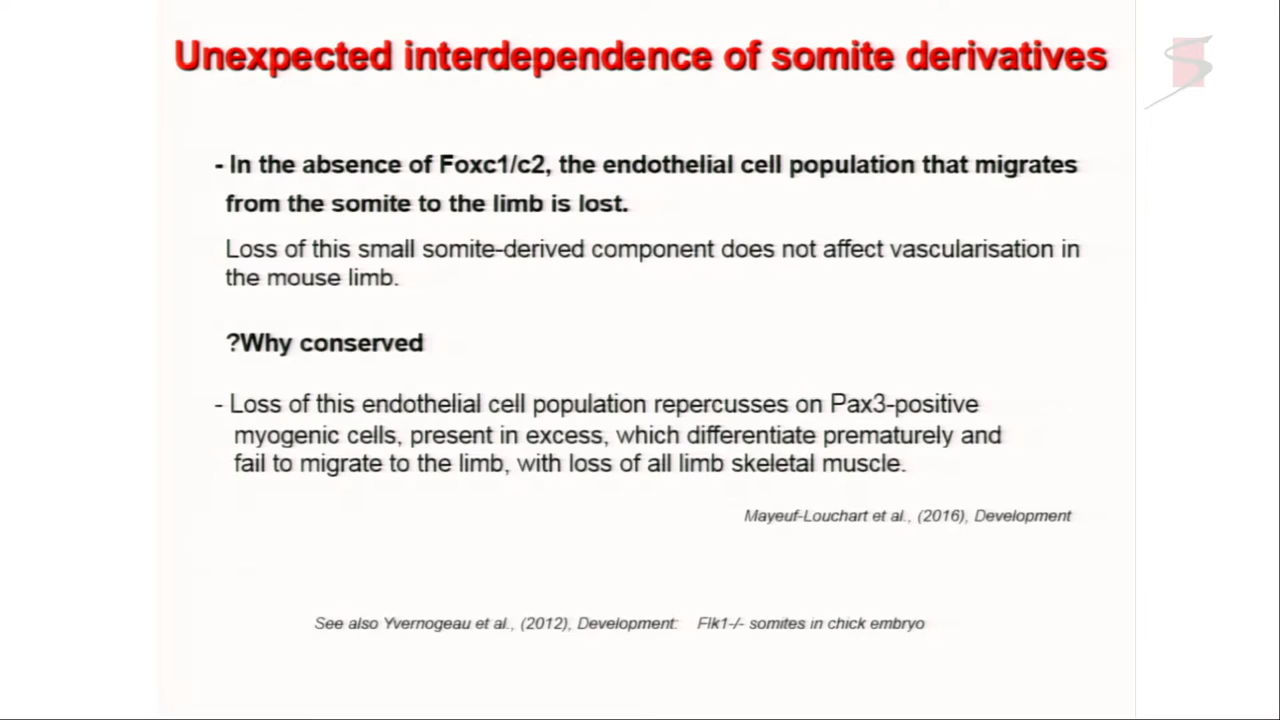 Unexpected interdependence of somite derivatives
- In the absence of Foxc1/c2, the endothelial cell population that migrates
from the somite to the limb is lost.
Loss of this small somite-derived component does not affect vascularisation in
the mouse limb.
?Why conserved
- Loss of this endothelial cell population repercusses on Pax3-positive
myogenic cells, present in excess, which differentiate prematurely and
fail to migrate to the limb, with loss of all limb skeletal muscle.
Mayeuf-Louchart et al., (2016), Development
See also Yvernogeau et al., (2012), Development: Flk1-/- somites in chick embryo